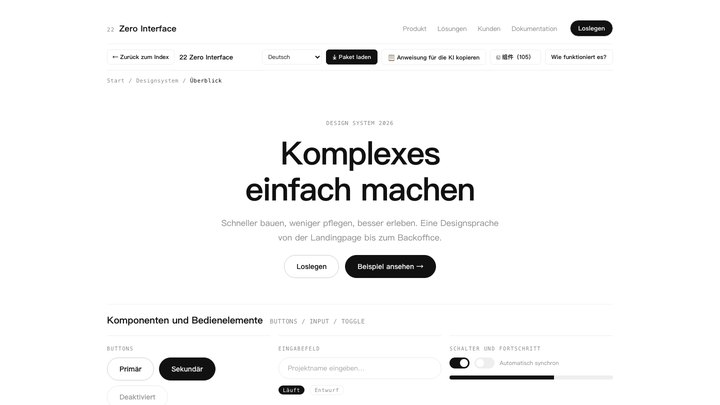 22 Zero Interface
Produkt Lösungen Kunden Dokumentation Loslegen
← Zurück zum Index 22 Zero Interface Deutsch Paket laden Anweisung für die KI kopieren 组件 (105) Wie funktioniert es?
Start / Designsystem / Überblick
DESIGN SYSTEM 2026
Komplexes
einfach machen
Schneller bauen, weniger pflegen, besser erleben. Eine Designsprache
von der Landingpage bis zum Backoffice.
Loslegen Beispiel ansehen →
Komponenten und Bedienelemente BUTTONS / INPUT / TOGGLE
BUTTONS
Primär Sekundär
Deaktiviert
EINGABEFELD
Projektname eingeben…
Läuft Entwurf
SCHALTER UND FORTSCHRITT
Automatisch synchron